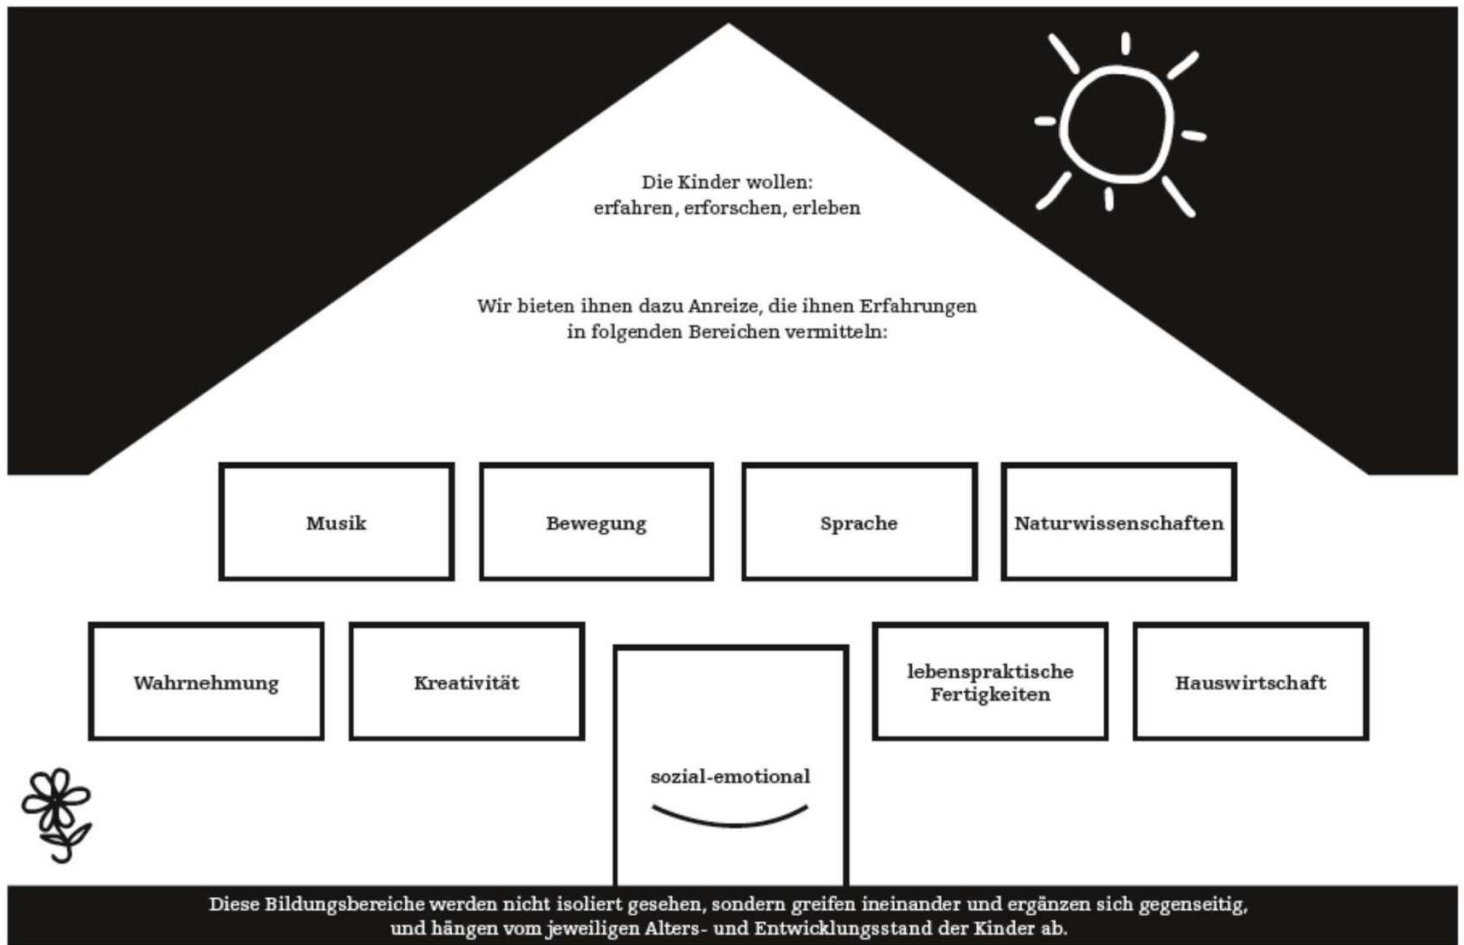 Die Kinder wollen:
erfahren, erforschen, erleben
Wir bieten ihnen dazu Anreize, die ihnen Erfahrungen
in folgenden Bereichen vermitteln:
Musik
Bewegung
Sprache
Naturwissenschaften
Wahrnehmung
Kreativität
lebenspraktische
Fertigkeiten
Hauswirtschaft
sozial-emotional
Diese Bildungsbereiche werden nicht isoliert gesehen, sondern greifen ineinander und ergänzen sich gegenseitig,
und hängen vom jeweiligen Alters- und Entwicklungsstand der Kinder ab.